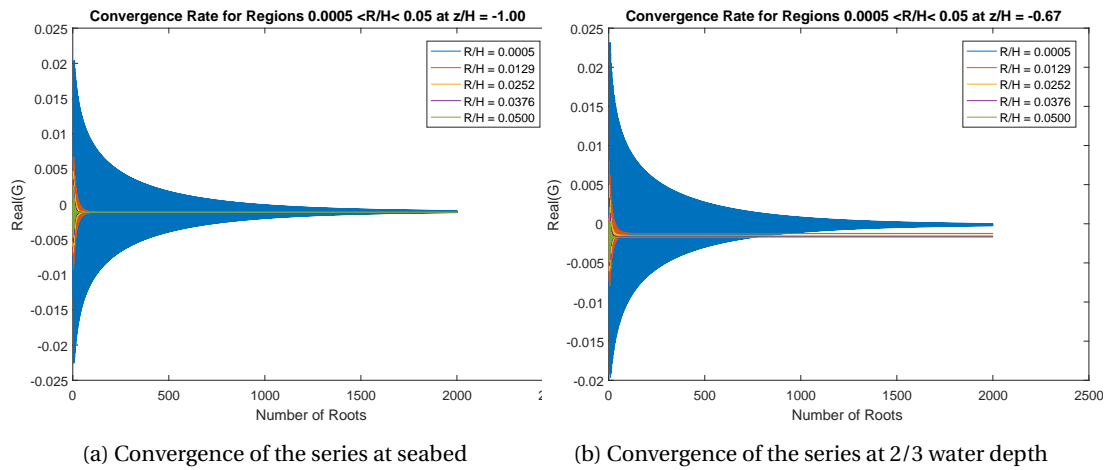 Convergence Rate for Regions 0.0005 <R/H< 0.05 at z/H = -1.00
0.025
0.02
0.015
0.01
0.005
0
-0.005
-0.01
-0.015
-0.02
-0.025
Real(G)
0
500
1000
1500
2000
2
Number of Roots
R/H = 0.0005
R/H = 0.0129
R/H = 0.0252
R/H = 0.0376
R/H = 0.0500
(a) Convergence of the series at seabed
Convergence Rate for Regions 0.0005 <R/H< 0.05 at z/H = -0.67
0.025
0.02
0.015
0.01
0.005
0
-0.005
-0.01
-0.015
-0.02
Real(G)
0
500
1000
1500
2000
2500
Number of Roots
R/H = 0.0005
R/H = 0.0129
R/H = 0.0252
R/H = 0.0376
R/H = 0.0500
(b) Convergence of the series at 2/3 water depth